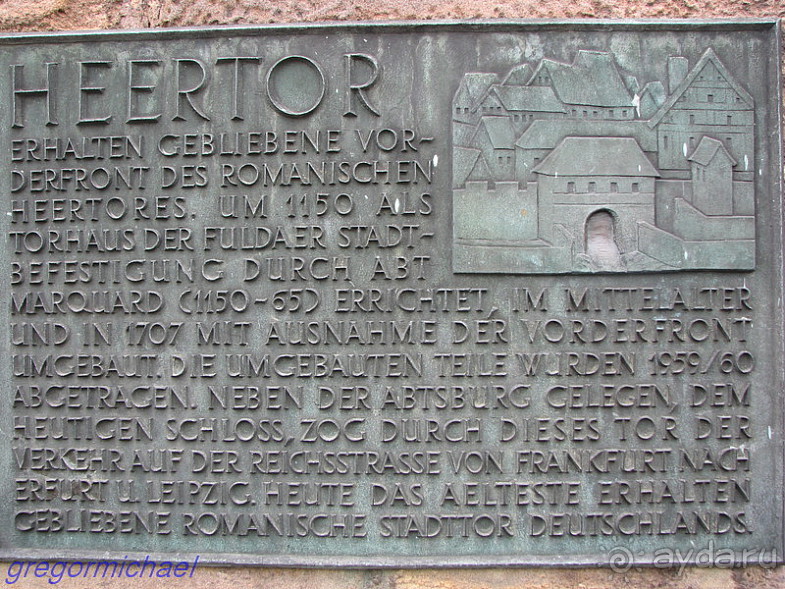 HEERTOR
ERHALTEN GEBLIEBENE VOR-
DERFRONT DES ROMANISCHEN
HEERTORES. UM 1150 ALS
TORHAUS DER FULDAER STADT-
BEFESTIGUNG DURCH ABT
MARQUARD (1150-65) ERRICHTET, IM MITTELALTER
UND IN 1707 MIT AUSNAHME DER VORDERFRONT
UMGEBAUT. DIE UMGEBAUTEN TEILE WURDEN 1959/60
ABGETRAGEN. NEBEN DER ABTSBURG GELEGEN, DEM
HEUTIGEN SCHLOSS, ZOG DURCH DIESES TOR DER
VERKEHR AUF DER REICHSSTRASSE VON FRANKFURT NACH
ERFURT U. LEIPZIG. HEUTE DAS AELTESTE ERHALTEN
GEBLIEBENE ROMANISCHE STADTTOR DEUTSCHLANDS.
gregormichael
ayda.ru